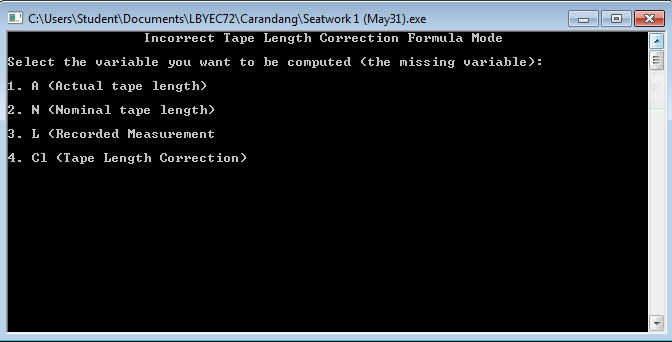 C:\Users\Student\Documents\LBYEC72\Carandang\Seatwork 1 (May31).exe
Incorrect Tape Length Correction Formula Mode
Select the variable you want to be computed (the missing variable):
1. A (Actual tape length)
2. N (Nominal tape length)
3. L (Recorded Measurement
4. Cl (Tape Length Correction)